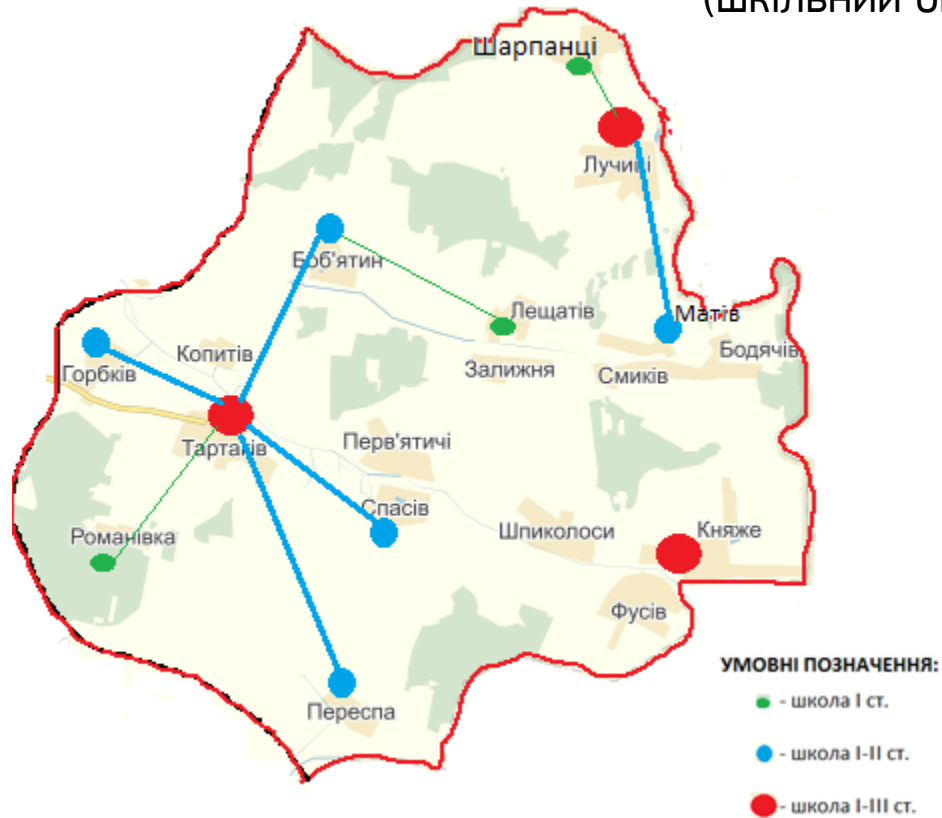 (ШКІЛЬНИЙ
Шарпанці
Лучиці
Боб'ятин
Лещатів
Матів
Бодячів
Копитів
Горбків
Залижня
Смиків
Тартаків
Перв'ятичі
Спасів
Романівка
Шпиколоси
Княже
Фусів
Переспа
УМОВНІ ПОЗНАЧЕННЯ:
- школа І ст.
- школа І-ІІ ст.
- школа І-ІІІ ст.